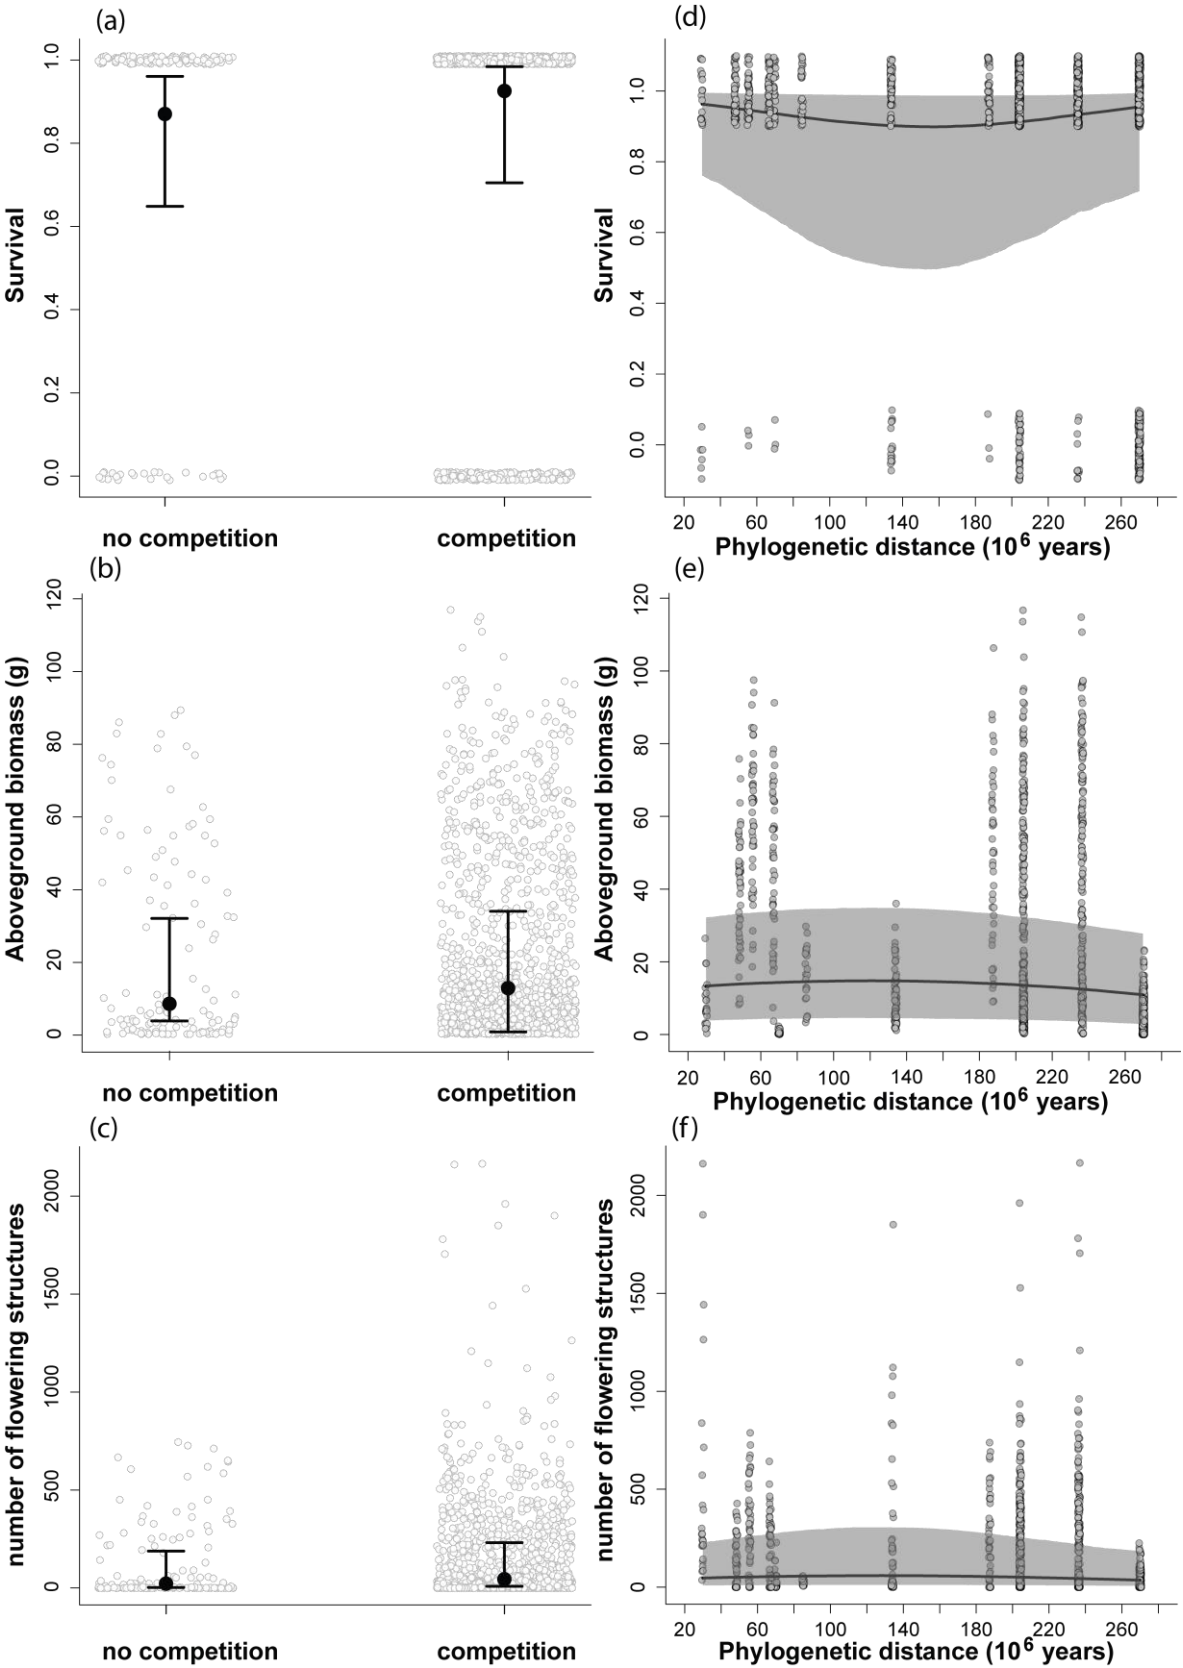 (a)
Survival
1.0
0.8
0.6
0.4
0.2
0.0
no competition
competition
(d)
Survival
1.0
0.8
0.6
0.4
0.2
0.0
20 60 100 140 180 220 260
Phylogenetic distance (10⁶ years)
(b)
Aboveground biomass (g)
120
100
80
60
40
20
0
no competition
competition
(e)
Aboveground biomass (g)
120
100
80
60
40
20
0
20 60 100 140 180 220 260
Phylogenetic distance (10⁶ years)
(c)
number of flowering structures
2000
1500
1000
500
0
no competition
competition
(f)
number of flowering structures
2000
1500
1000
500
0
20 60 100 140 180 220 260
Phylogenetic distance (10⁶ years)